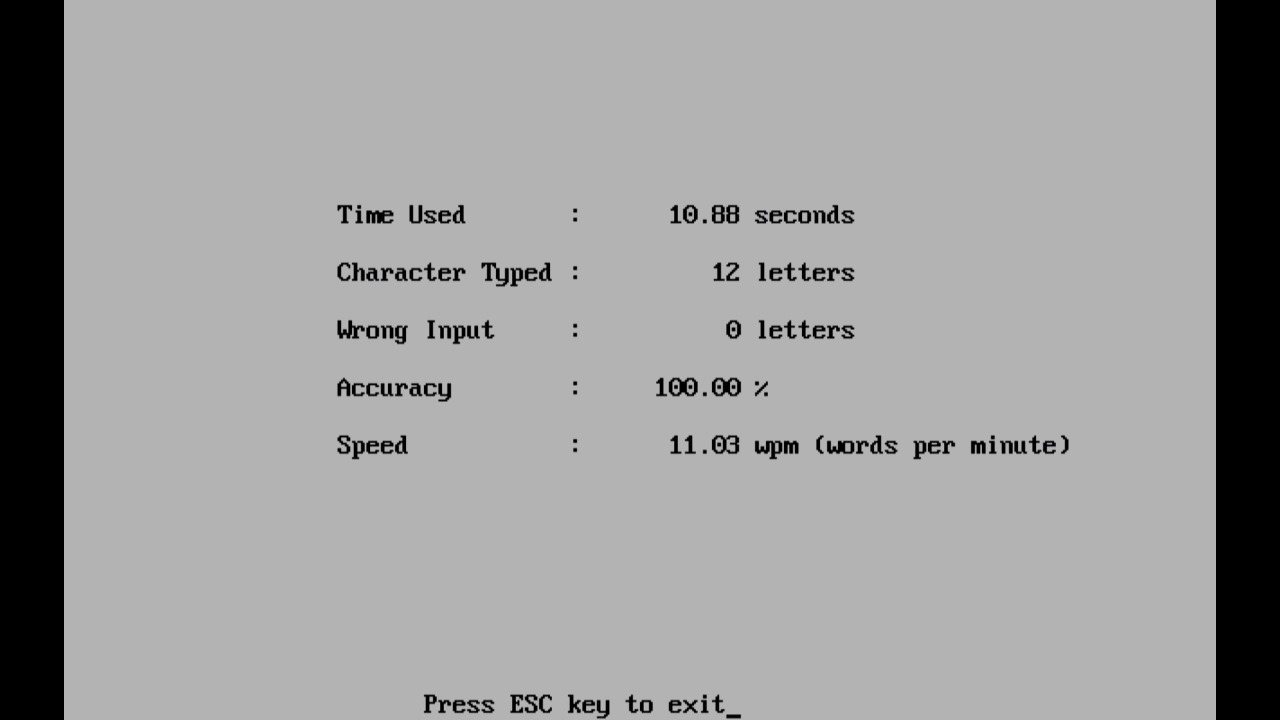 Time Used : 10.88 seconds
Character Typed : 12 letters
Wrong Input : 0 letters
Accuracy : 100.00 %
Speed : 11.03 wpm (words per minute)
Press ESC key to exit_